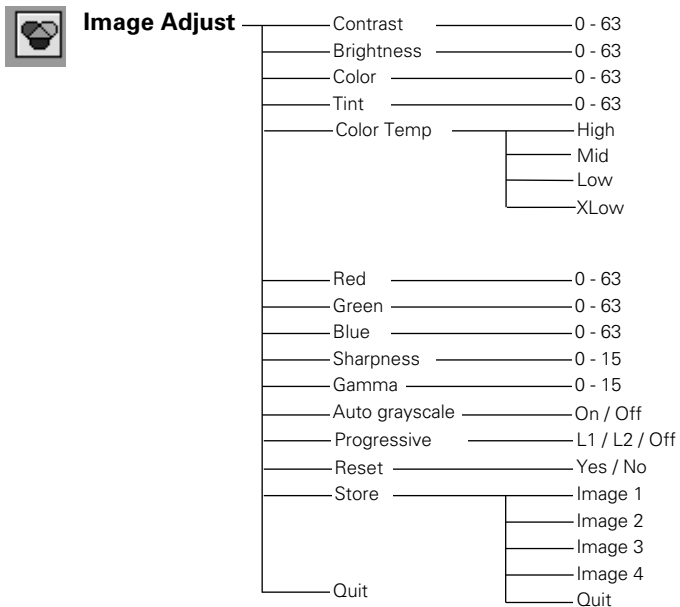 Image Adjust Contrast 0 - 63
Brightness 0 - 63
Color 0 - 63
Tint 0 - 63
Color Temp High
Mid
Low
XLow
Red 0 - 63
Green 0 - 63
Blue 0 - 63
Sharpness 0 - 15
Gamma 0 - 15
Auto grayscale On / Off
Progressive L1 / L2 / Off
Reset Yes / No
Store Image 1
Image 2
Image 3
Image 4
Quit
Quit